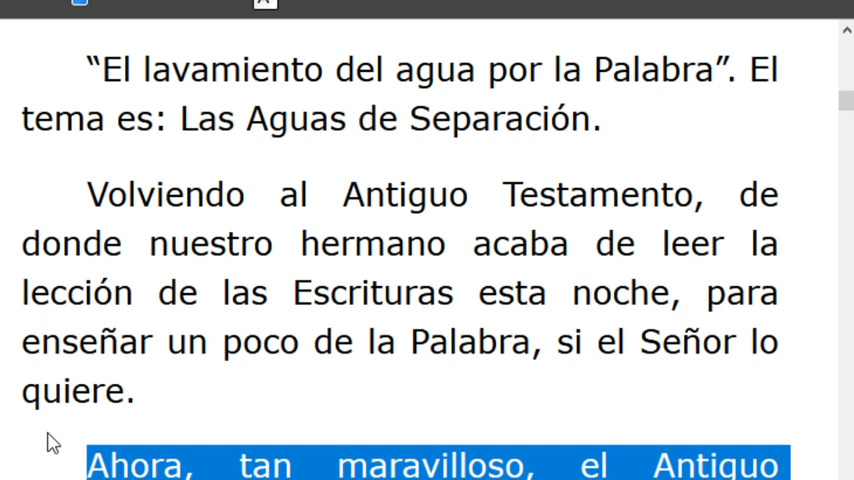 “El lavamiento del agua por la Palabra”. El
tema es: Las Aguas de Separación.
Volviendo al Antiguo Testamento, de
donde nuestro hermano acaba de leer la
lección de las Escrituras esta noche, para
enseñar un poco de la Palabra, si el Señor lo
quiere.
Ahora, tan maravilloso, el Antiguo